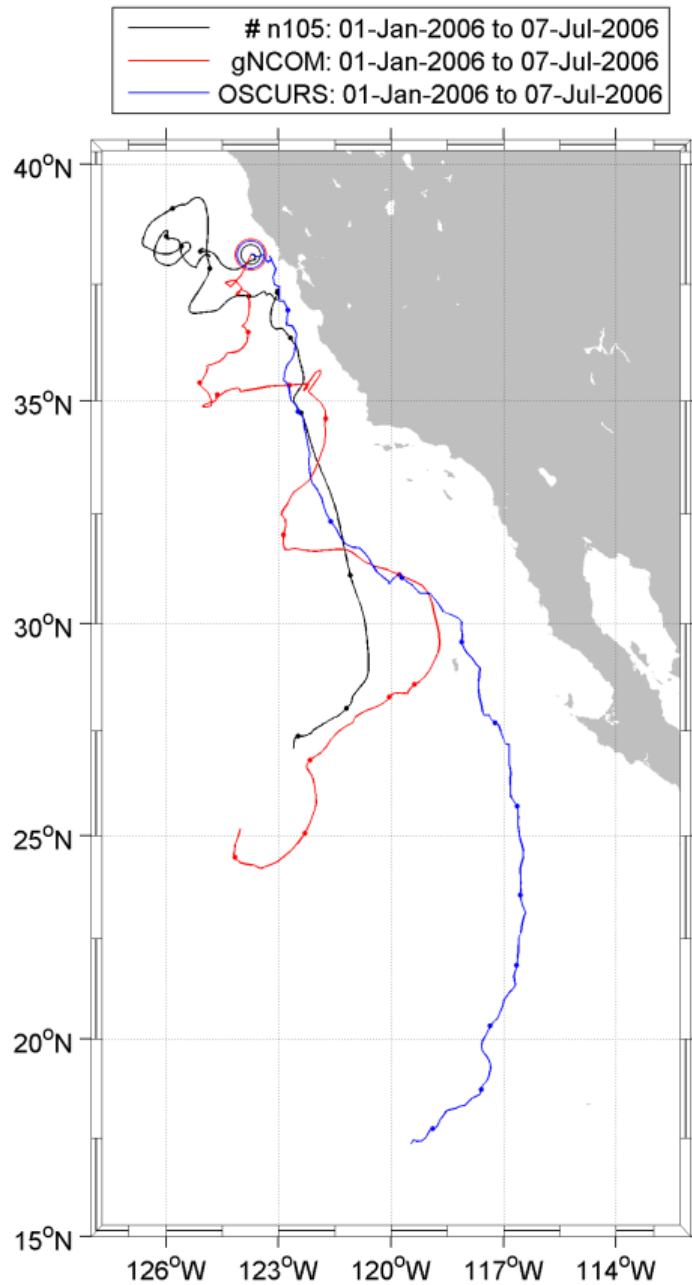 # n105: 01-Jan-2006 to 07-Jul-2006
gNCOM: 01-Jan-2006 to 07-Jul-2006
OSCURS: 01-Jan-2006 to 07-Jul-2006
40°N
35°N
30°N
25°N
20°N
15°N
126°W 123°W 120°W 117°W 114°W